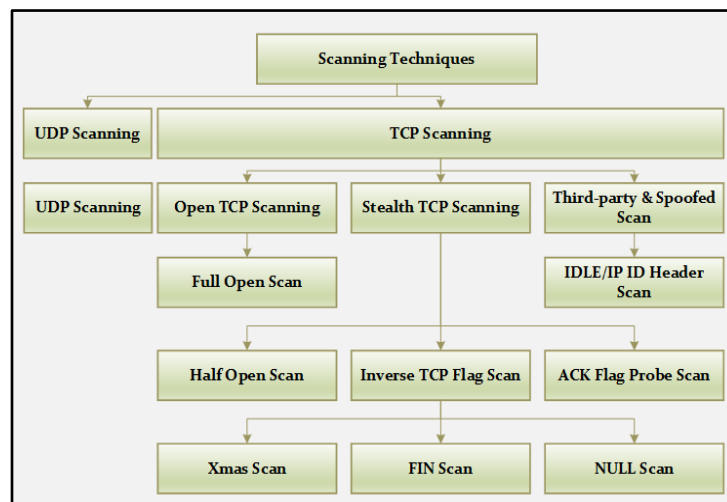 Scanning Techniques
UDP Scanning
TCP Scanning
UDP Scanning
Open TCP Scanning
Stealth TCP Scanning
Third-party & Spoofed
Scan
Full Open Scan
IDLE/IP ID Header
Scan
Half Open Scan
Inverse TCP Flag Scan
ACK Flag Probe Scan
Xmas Scan
FIN Scan
NULL Scan